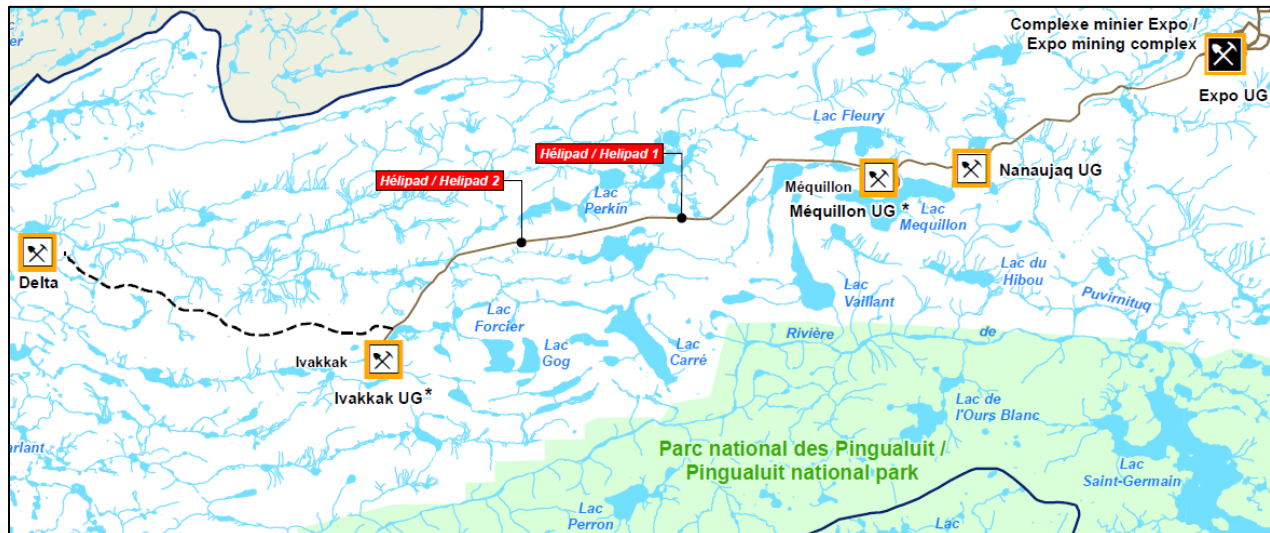 Lac
er
Complexe minier Expo /
Expo mining complex
Expo UG
Lac Fleury
Hélipad / Helipad 1
Hélipad / Helipad 2
Nanaujaq UG
Méquillon
Méquillon UG *
Lac
Mequillon
Lac
Perkin
Delta
Lac du
Hibou
Puvirnituq
Lac
Vaillant
Lac
Forcier
Lac
Gog
Lac
Carré
Rivière
de
Ivakkak
Ivakkak UG *
Lac de
l'Ours Blanc
arlant
Parc national des Pingualuit /
Pingualuit national park
Lac
Saint-Germain
Lac
Perron
Lac